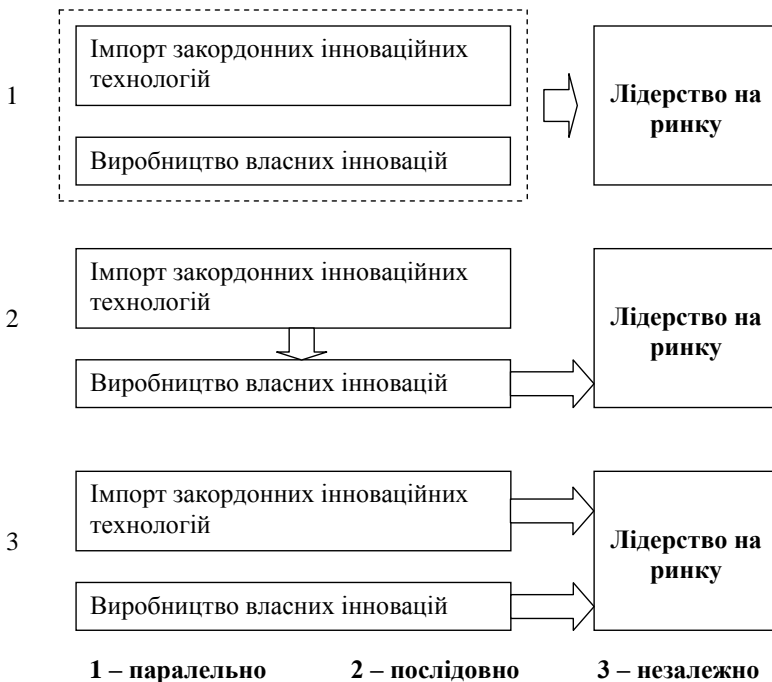 1
Імпорт закордонних інноваційних
технологій
Виробництво власних інновацій
Лідерство на
ринку
2
Імпорт закордонних інноваційних
технологій
Виробництво власних інновацій
Лідерство на
ринку
3
Імпорт закордонних інноваційних
технологій
Виробництво власних інновацій
Лідерство на
ринку
1 – паралельно 2 – послідовно 3 – незалежно